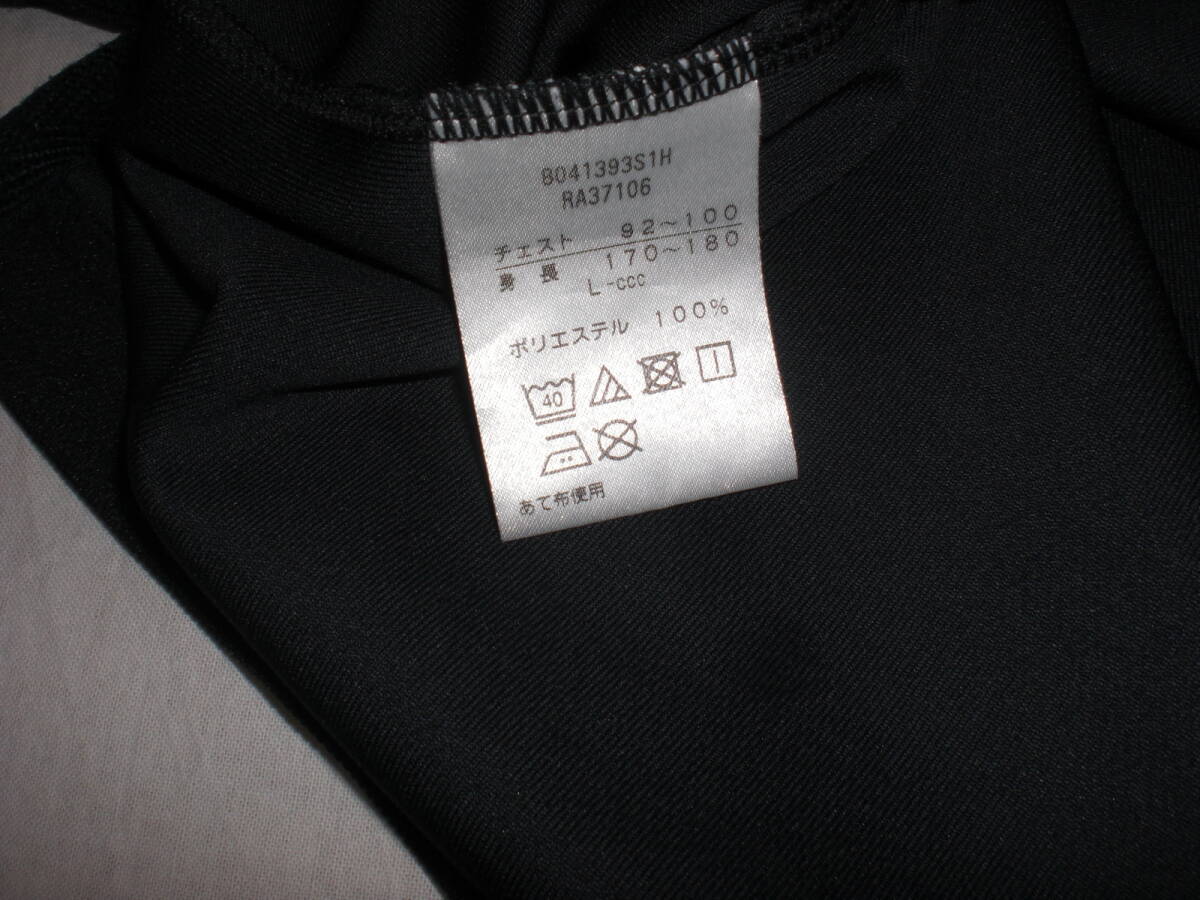 8041393S1H
RA37106
チェスト 92～100
身長 170～180
L-ccc
ポリエステル 100%
40
あて布使用